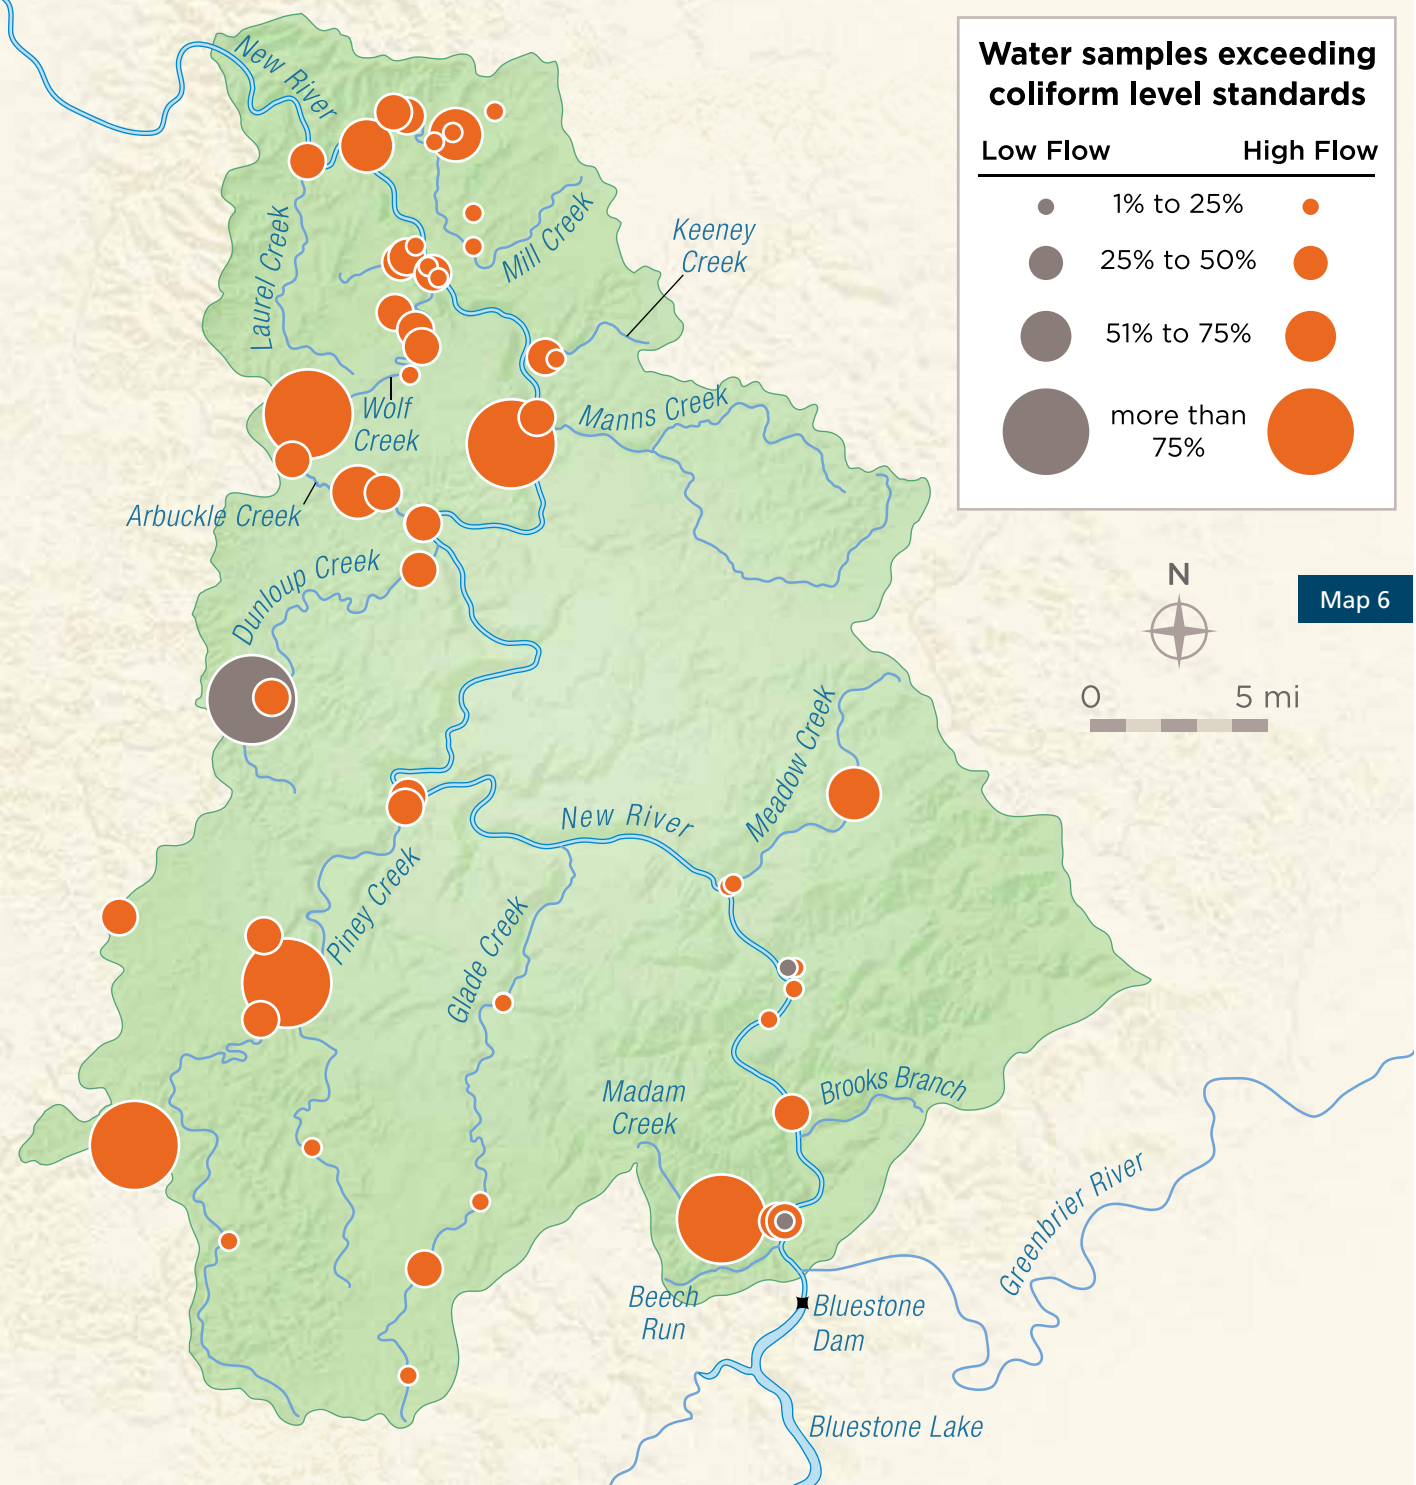 Water samples exceeding
coliform level standards
Low Flow
High Flow
1% to 25%
25% to 50%
51% to 75%
more than
75%
N
Map 6
0
5 mi
New River
Laurel Creek
Mill Creek
Keeney
Creek
Wolf
Creek
Manns Creek
Arbuckle Creek
Dunloup Creek
Meadow Creek
New River
Piney Creek
Glade Creek
Madam
Creek
Brooks Branch
Greenbrier River
Beech
Run
Bluestone
Dam
Bluestone Lake